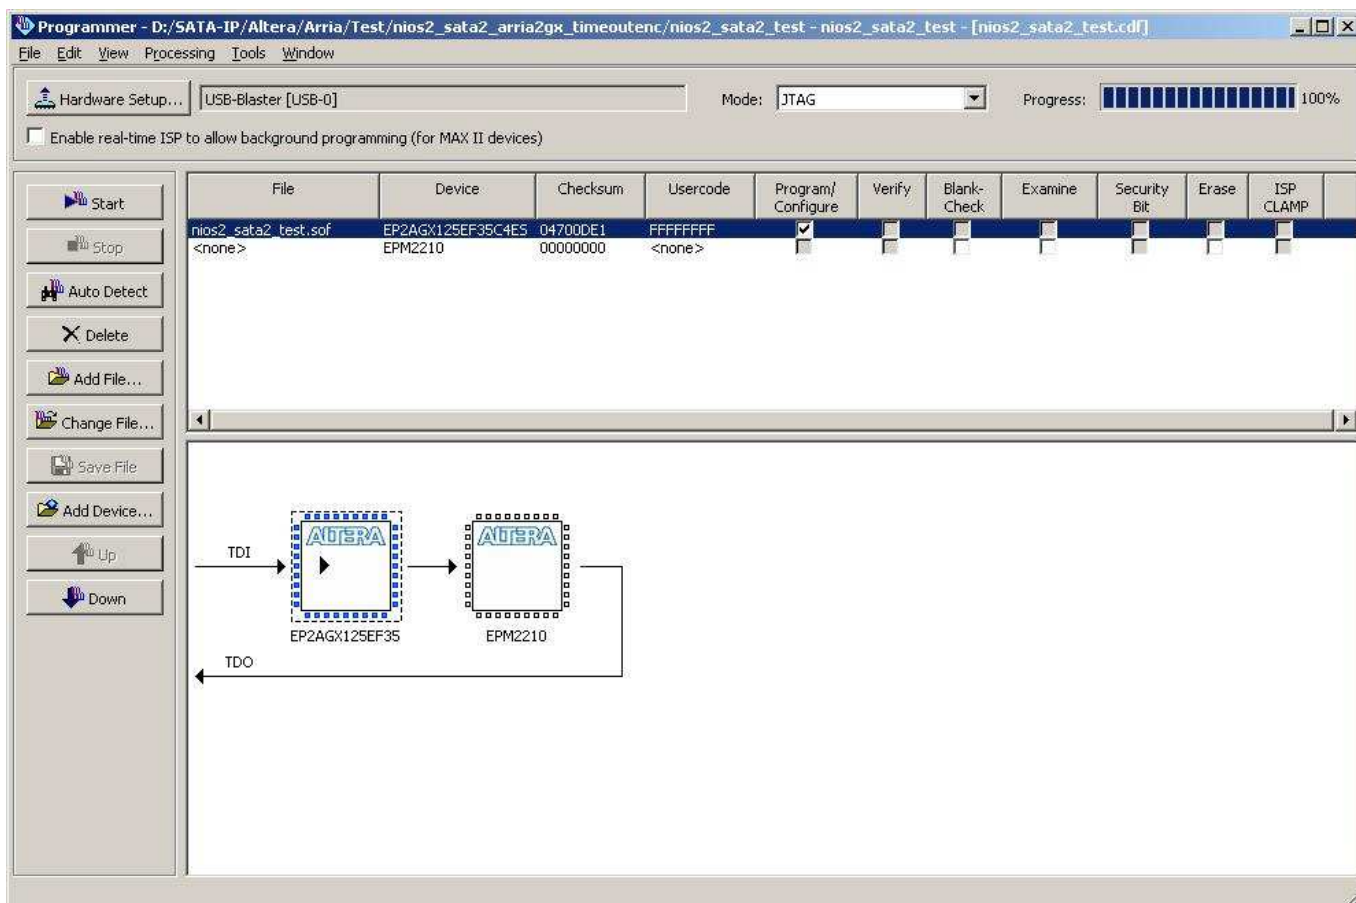 Programmer - D:/SATA-IP/Altera/Arria/Test/nios2_sata2_arria2gx_timeoutenc/nios2_sata2_test - nios2_sata2_test - [nios2_sata2_test.cdf]
File Edit View Processing Tools Window
Hardware Setup... USB-Blaster [USB-0] Mode: JTAG Progress: 100%
Enable real-time ISP to allow background programming (for MAX II devices)
File Device Checksum Usercode Program/ Configure Verify Blank- Check Examine Security Bit Erase ISP CLAMP
nios2_sata2_test.sof EP2AGX125EF35C4ES 04700DE1 FFFFFFFF
<none> EPM2210 00000000 <none>
Start
Stop
Auto Detect
Delete
Add File...
Change File...
Save File
Add Device...
Up
Down
ALTERA ALTERA
TDI
EP2AGX125EF35 EPM2210
TDO